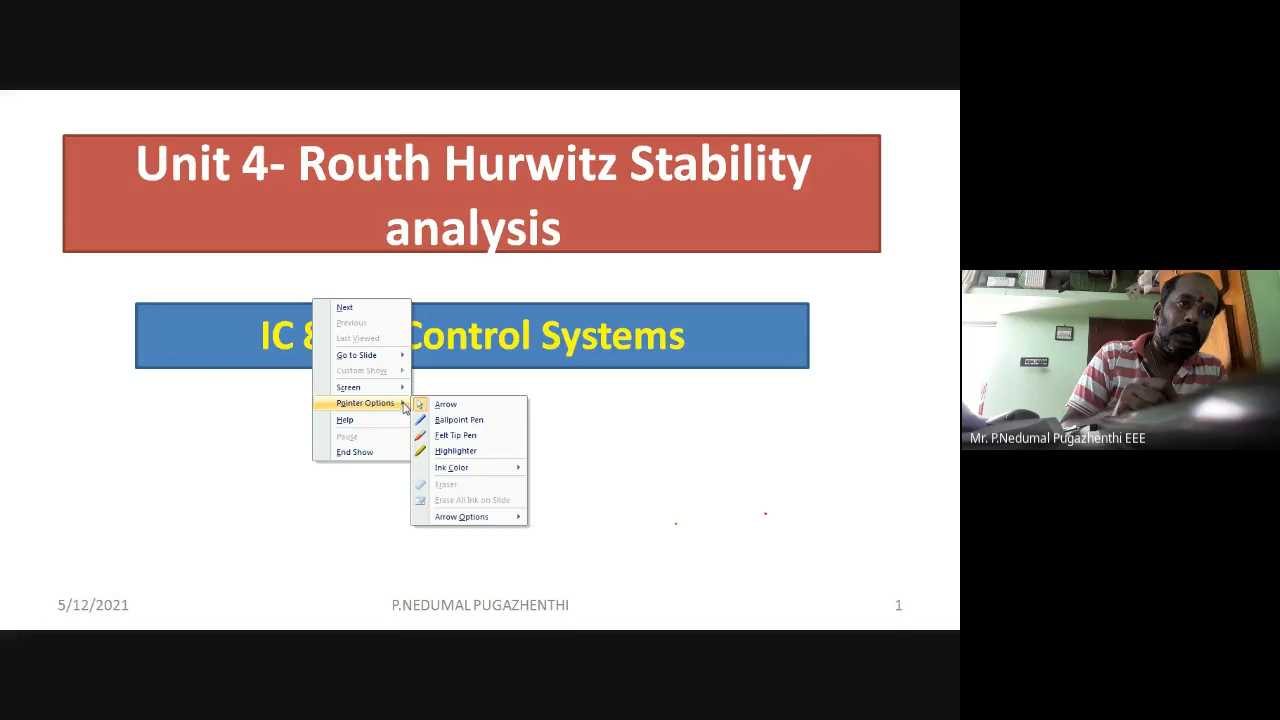 Unit 4- Routh Hurwitz Stability
analysis
IC
Control Systems
Next
Previous
Last Viewed
Go to Slide
Custom Show
Screen
Pointer Options
Help
Pause
End Show
Arrow
Ballpoint Pen
Felt Tip Pen
Highlighter
Ink Color
Eraser
Erase All Ink on Slide
Arrow Options
5/12/2021
P.NEDUMAL PUGAZHENTHI
1
Mr. P.Nedumal Pugazhenthi EEE